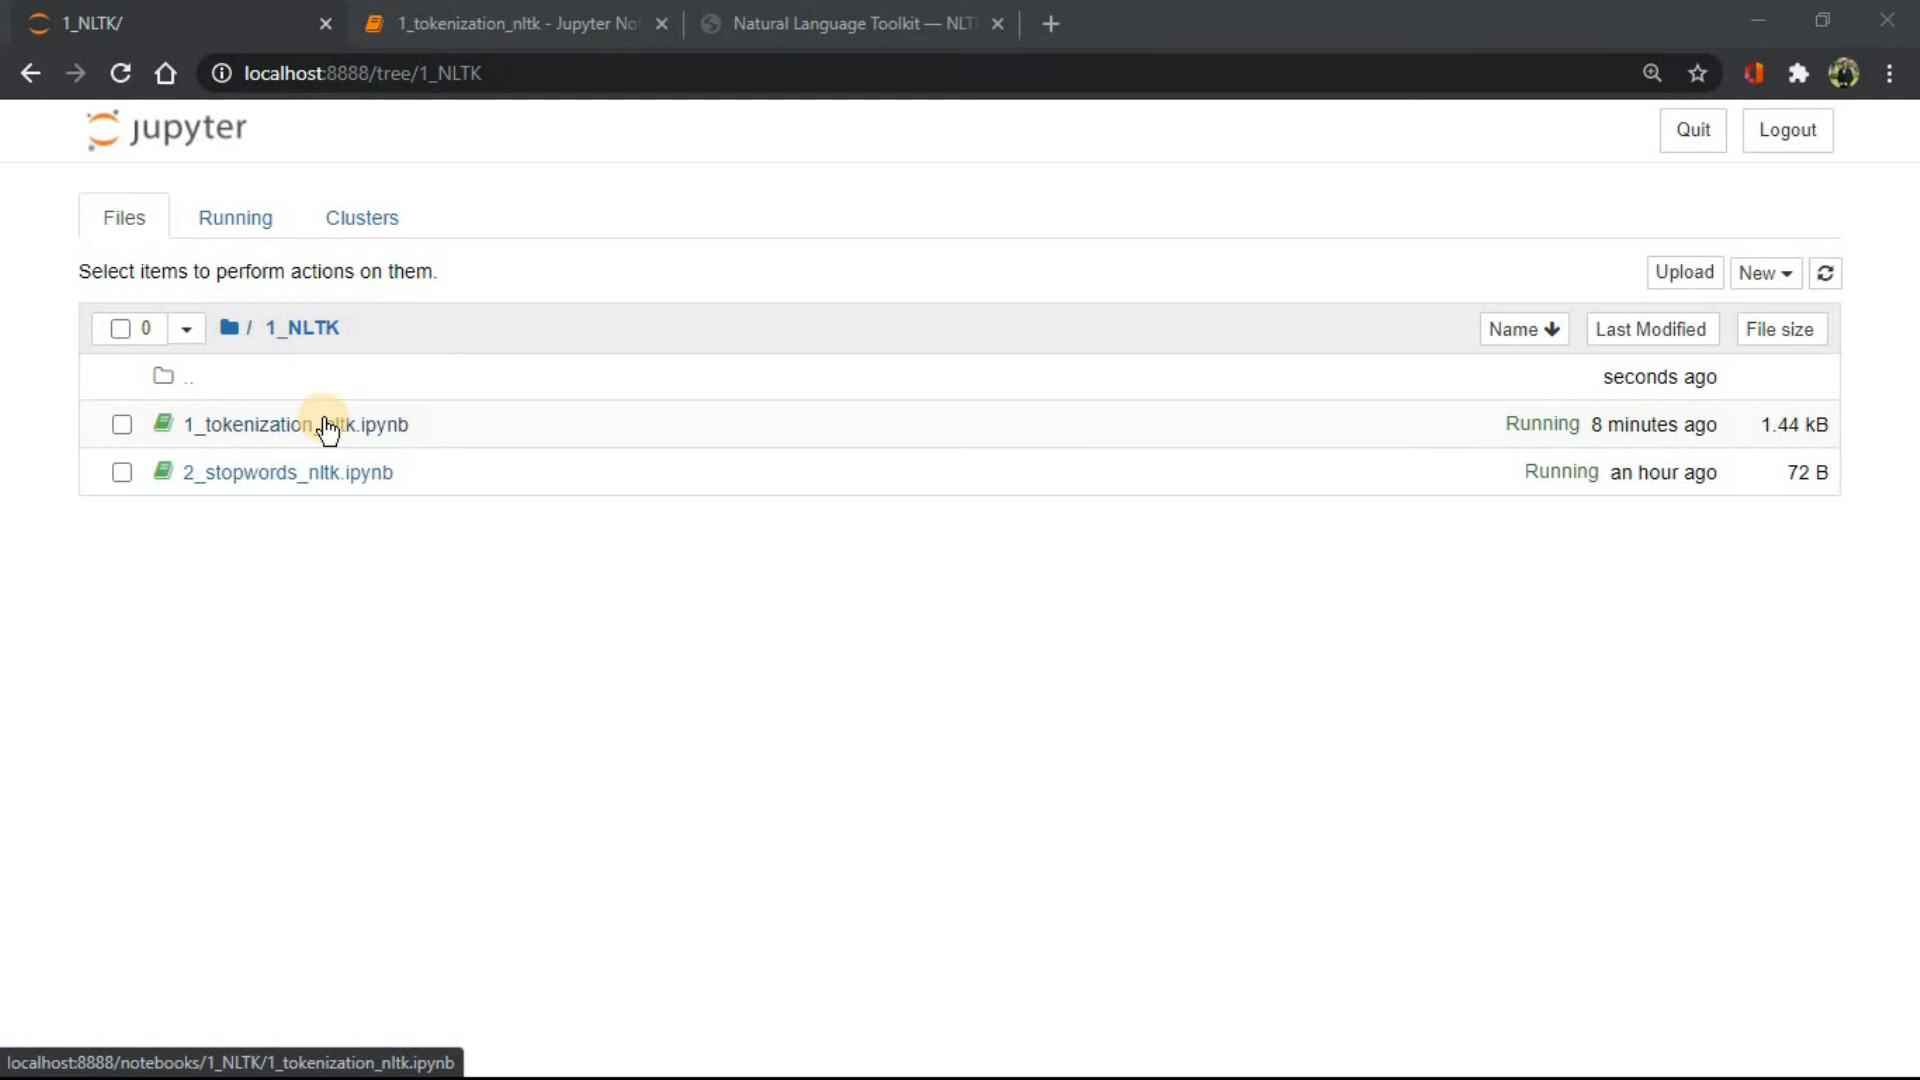 1_NLTK/
1_tokenization_nltk - Jupyter No
Natural Language Toolkit — NLT
localhost:8888/tree/1_NLTK
jupyter
Quit
Logout
Files
Running
Clusters
Select items to perform actions on them.
Upload
New
0
/ 1_NLTK
Name
Last Modified
File size
..
seconds ago
1_tokenization_nltk.ipynb
Running
8 minutes ago
1.44 kB
2_stopwords_nltk.ipynb
Running
an hour ago
72 B
localhost:8888/notebooks/1_NLTK/1_tokenization_nltk.ipynb